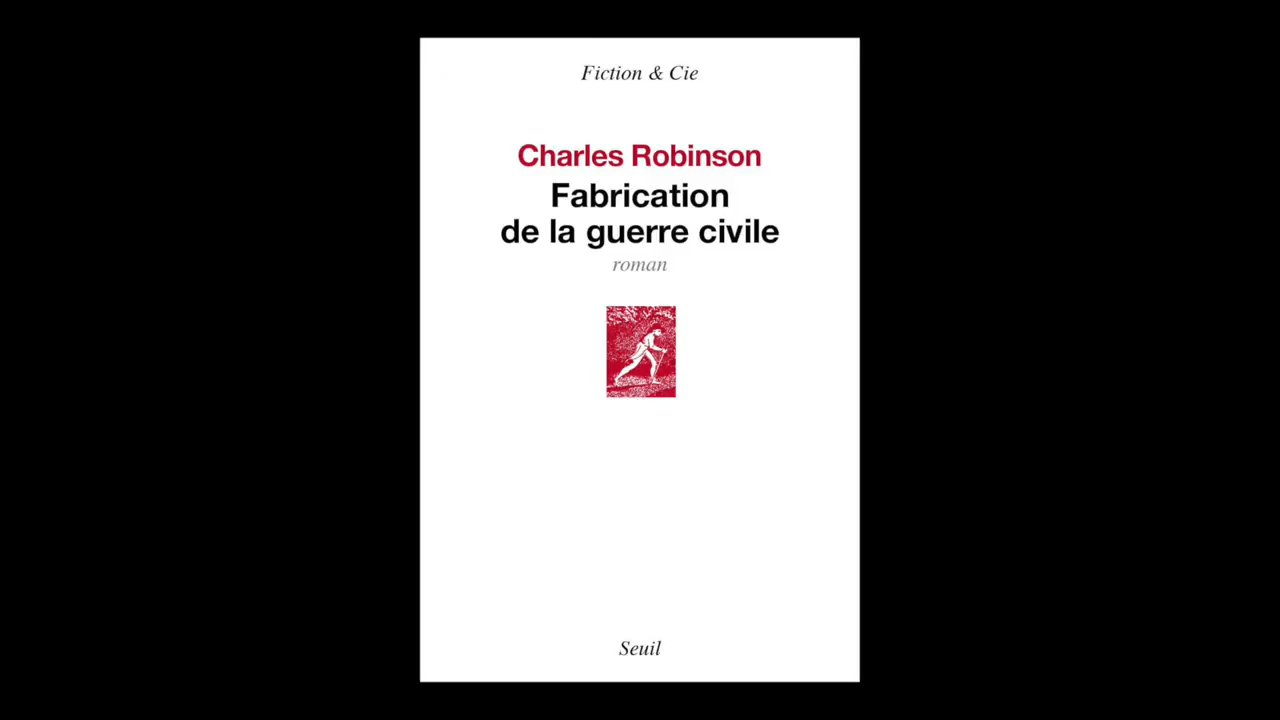 Fiction & Cie
Charles Robinson
Fabrication
de la guerre civile
roman
Seuil